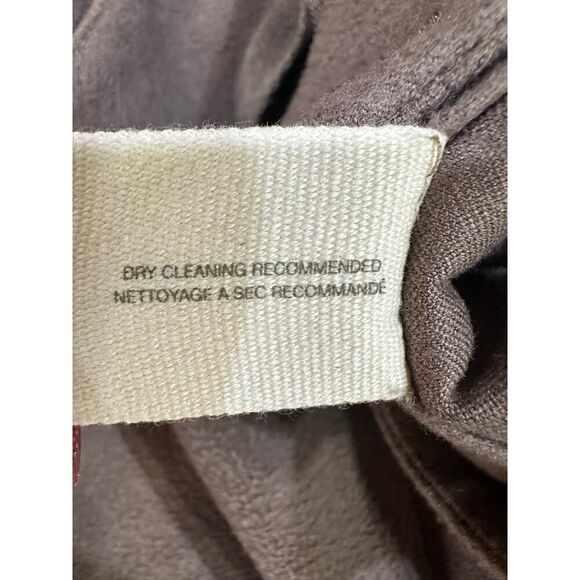 DRY CLEANING RECOMMENDED
NETTOYAGE A SEC RECOMMANDÉ